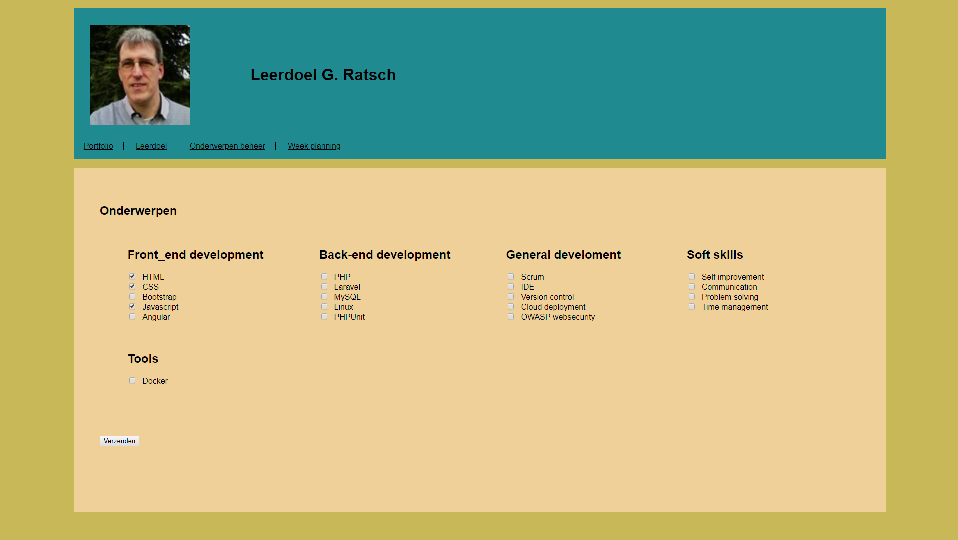 Leerdoel G. Ratsch
Portfolio | Leerdoel Onderwerpen beheer | Week planning
Onderwerpen
Front_end development
HTML
CSS
Bootstrap
Javascript
Angular
Back-end development
PHP
Laravel
MySQL
Linux
PHPUnit
General develoment
Scrum
IDE
Version control
Cloud deployment
OWASP websecurity
Soft skills
Self improvement
Communication
Problem solving
Time management
Tools
Docker
Verzenden